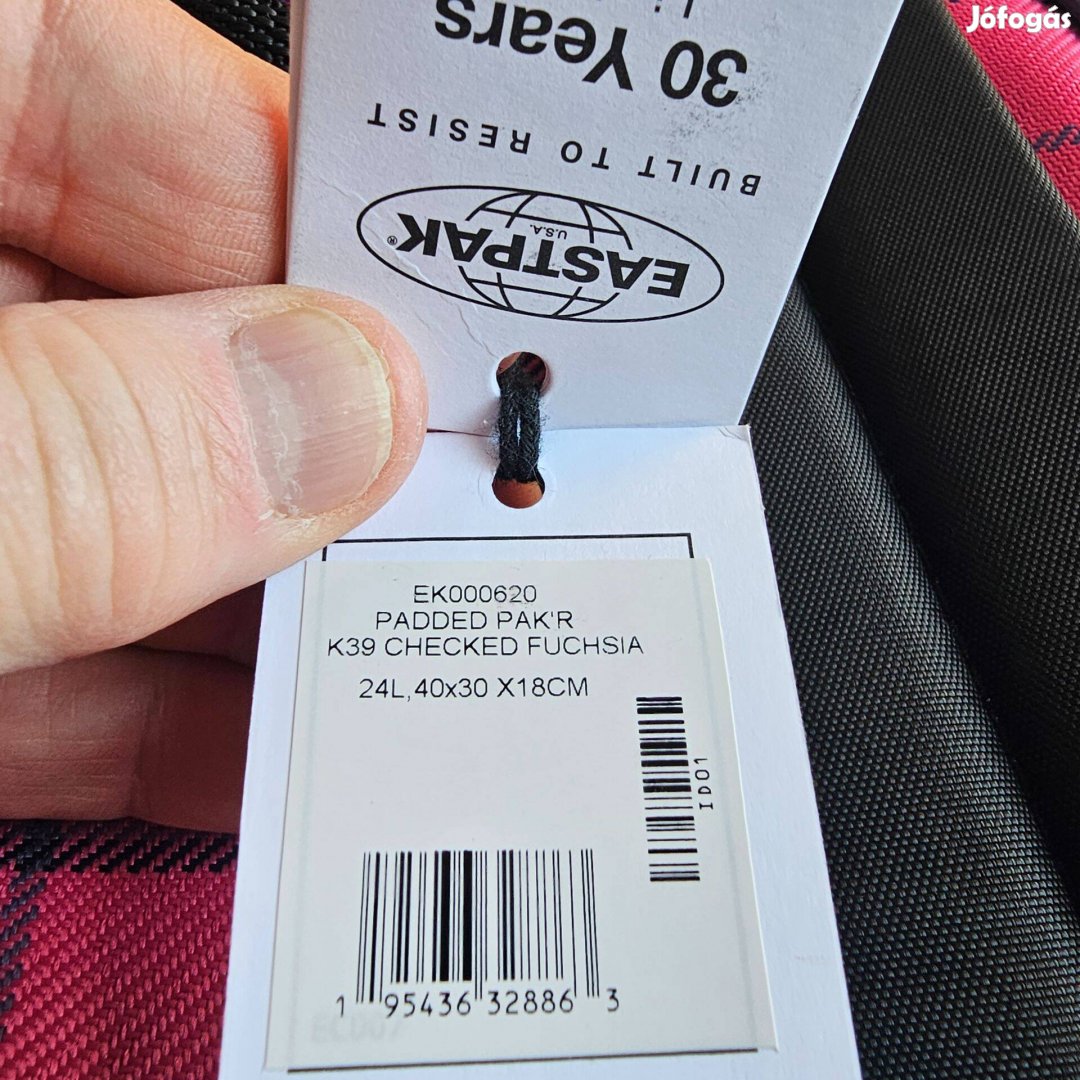 Jófogás
30 Years
BUILT TO RESIST
EASTPAK®
U.S.A.
EK000620
PADDED PAK'R
K39 CHECKED FUCHSIA
24L,40x30 X18CM
ID01
1 95436 32886 3